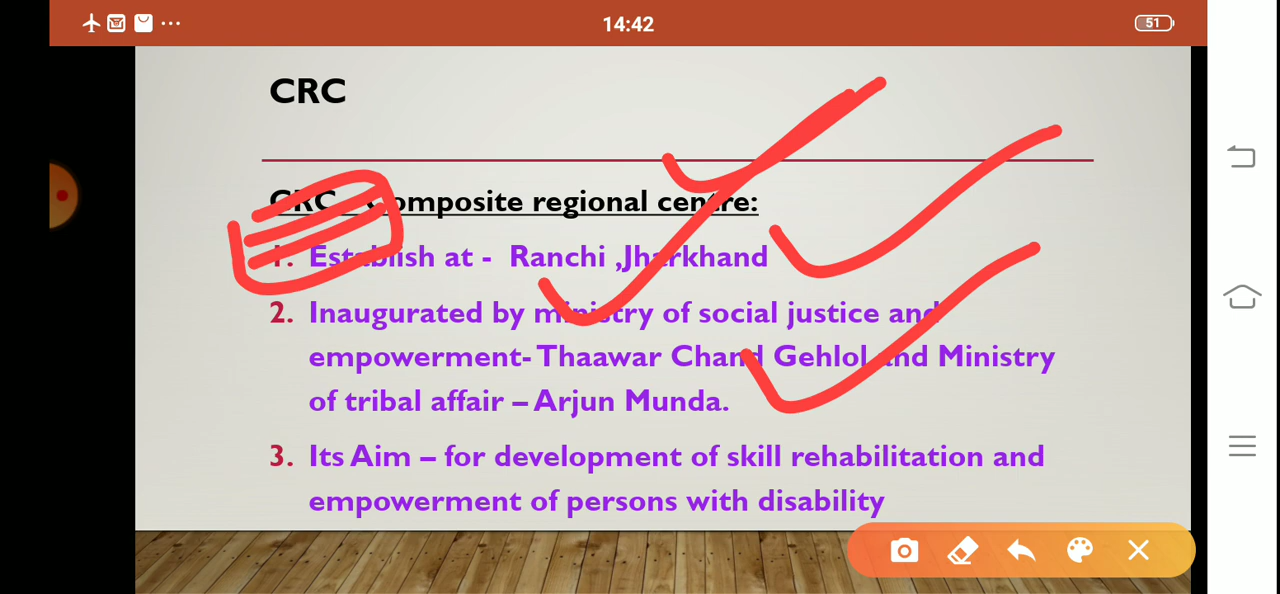 14:42
51
CRC
CRC - Composite regional centre:
1. Establish at - Ranchi ,Jharkhand
2. Inaugurated by ministry of social justice and
empowerment- Thaawar Chand Gehlol and Ministry
of tribal affair – Arjun Munda.
3. Its Aim – for development of skill rehabilitation and
empowerment of persons with disability